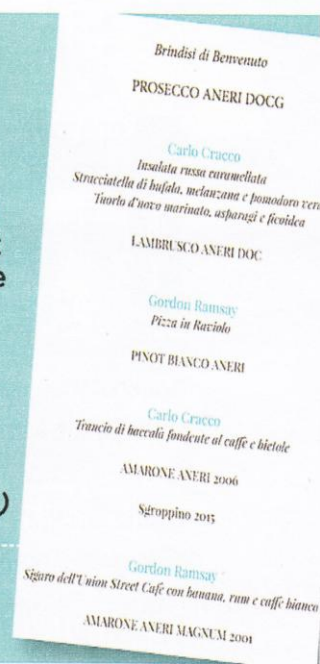 Brindisi di Benvenuto
PROSECCO ANERI DOCG
Carlo Cracco
Insalata russa caramellata
Stracciatella di bufala, melanzana e pomodoro
Tuorlo d'uovo marinato, asparagi e ficoidea
LAMBRUSCO ANERI DOC
Gordon Ramsay
Pizza in Raviolo
PINOT BIANCO ANERI
Carlo Cracco
Trancio di baccalà fondente al caffe e bietole
AMARONE ANERI 2006
Sgroppino 2015
Gordon Ramsay
Sigaro dell'Union Street Cafe con banana, rum e caffe bianco
AMARONE ANERI MAGNUM 2001